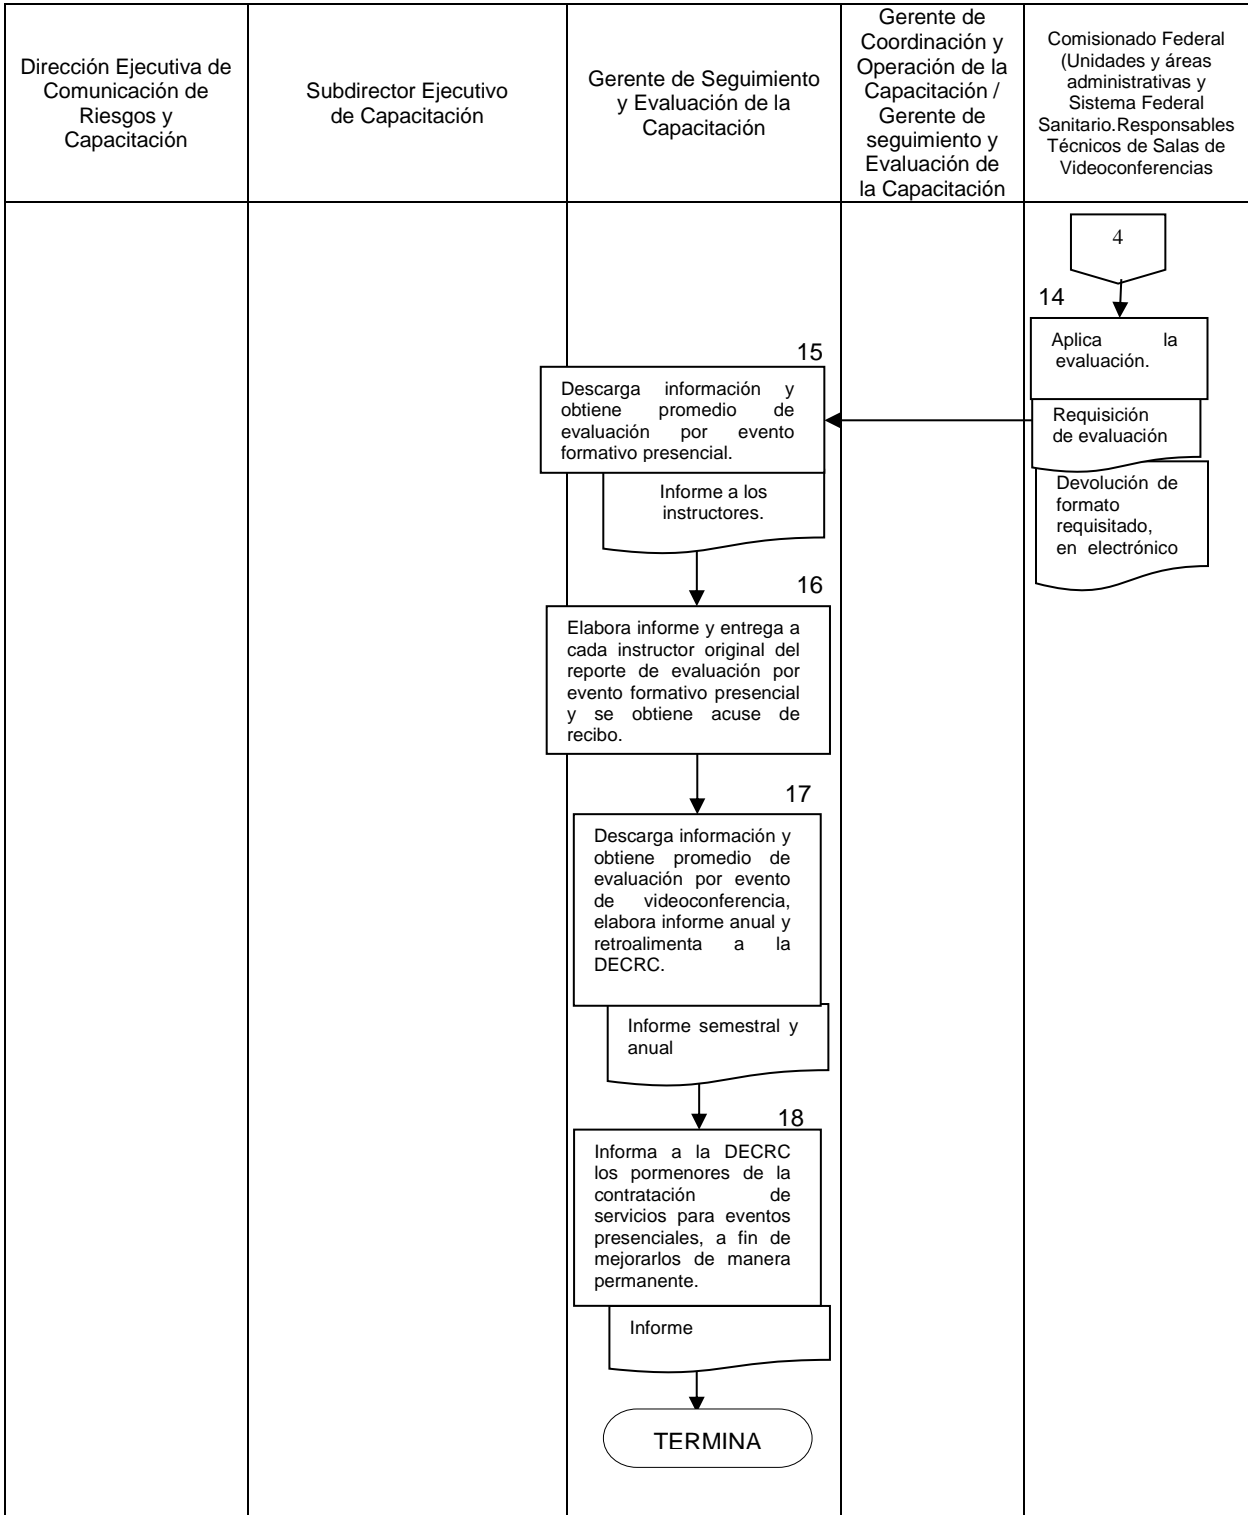 Dirección Ejecutiva de
Comunicación de
Riesgos y
Capacitación
Subdirector Ejecutivo
de Capacitación
Gerente de Seguimiento
y Evaluación de la
Capacitación
Gerente de
Coordinación y
Operación de la
Capacitación /
Gerente de
seguimiento y
Evaluación de
la Capacitación
Comisionado Federal
(Unidades y áreas
administrativas y
Sistema Federal
Sanitario.Responsables
Técnicos de Salas de
Videoconferencias
4
14
Aplica la
evaluación.
Requisición
de evaluación
Devolución de
formato
requisitado,
en electrónico
15
Descarga información y
obtiene promedio de
evaluación por evento
formativo presencial.
Informe a los
instructores.
16
Elabora informe y entrega a
cada instructor original del
reporte de evaluación por
evento formativo presencial
y se obtiene acuse de
recibo.
17
Descarga información y
obtiene promedio de
evaluación por evento
de videoconferencia,
elabora informe anual y
retroalimenta a la
DECRC.
Informe semestral y
anual
18
Informa a la DECRC
los pormenores de la
contratación de
servicios para eventos
presenciales, a fin de
mejorarlos de manera
permanente.
Informe
TERMINA